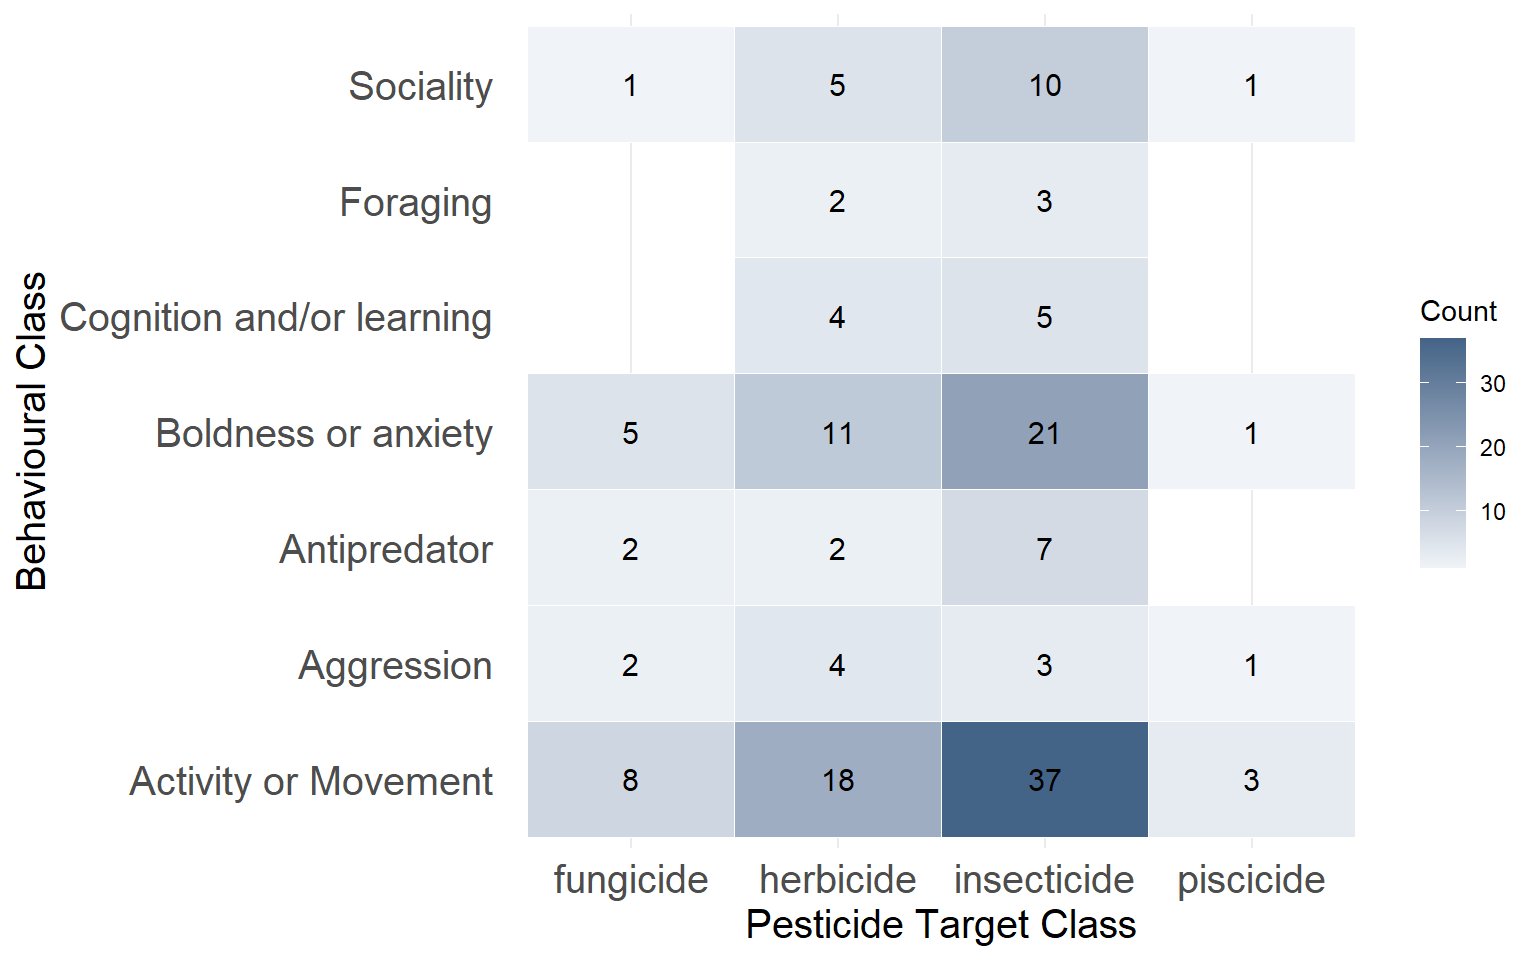 Sociality 1 5 10 1
Foraging 2 3
Cognition and/or learning 4 5
Boldness or anxiety 5 11 21 1
Antipredator 2 2 7
Aggression 2 4 3 1
Activity or Movement 8 18 37 3
fungicide herbicide insecticide piscicide
Pesticide Target Class
Behavioural Class
Count
30
20
10